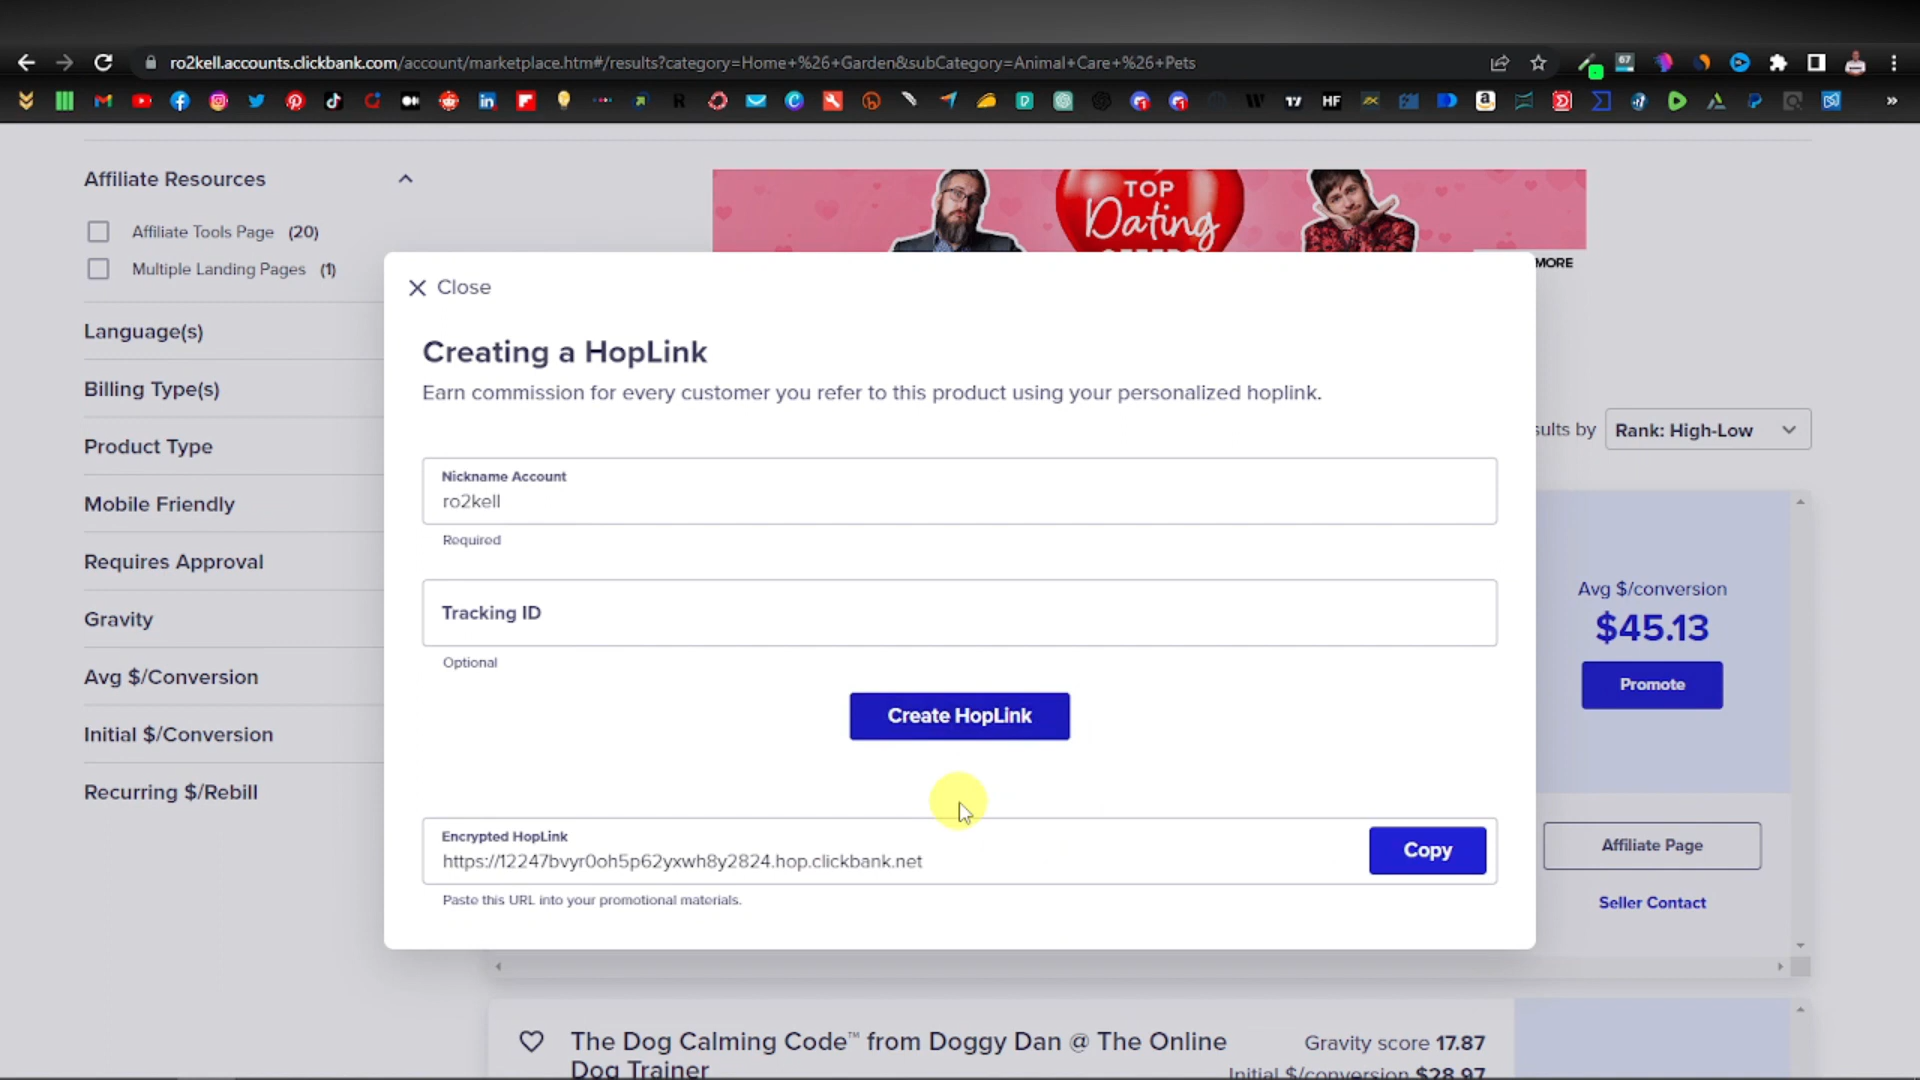 ro2kell.accounts.clickbank.com/account/marketplace.htm#/results?category=Home+%26+Garden&subCategory=Animal+Care+%26+Pets
67
HF
Affiliate Resources
Affiliate Tools Page (20)
Multiple Landing Pages (1)
Language(s)
Billing Type(s)
Product Type
Mobile Friendly
Requires Approval
Gravity
Avg $/Conversion
Initial $/Conversion
Recurring $/Rebill
TOP
Dating
MORE
Close
Creating a HopLink
Earn commission for every customer you refer to this product using your personalized hoplink.
Nickname Account
ro2kell
Required
Tracking ID
Optional
Create HopLink
Encrypted HopLink
https://12247bvyr0oh5p62yxwh8y2824.hop.clickbank.net
Copy
Paste this URL into your promotional materials.
sults by
Rank: High-Low
Avg $/conversion
$45.13
Promote
Affiliate Page
Seller Contact
The Dog Calming Code™ from Doggy Dan @ The Online
Dog Trainer
Gravity score 17.87
Initial $/conversion $28.97